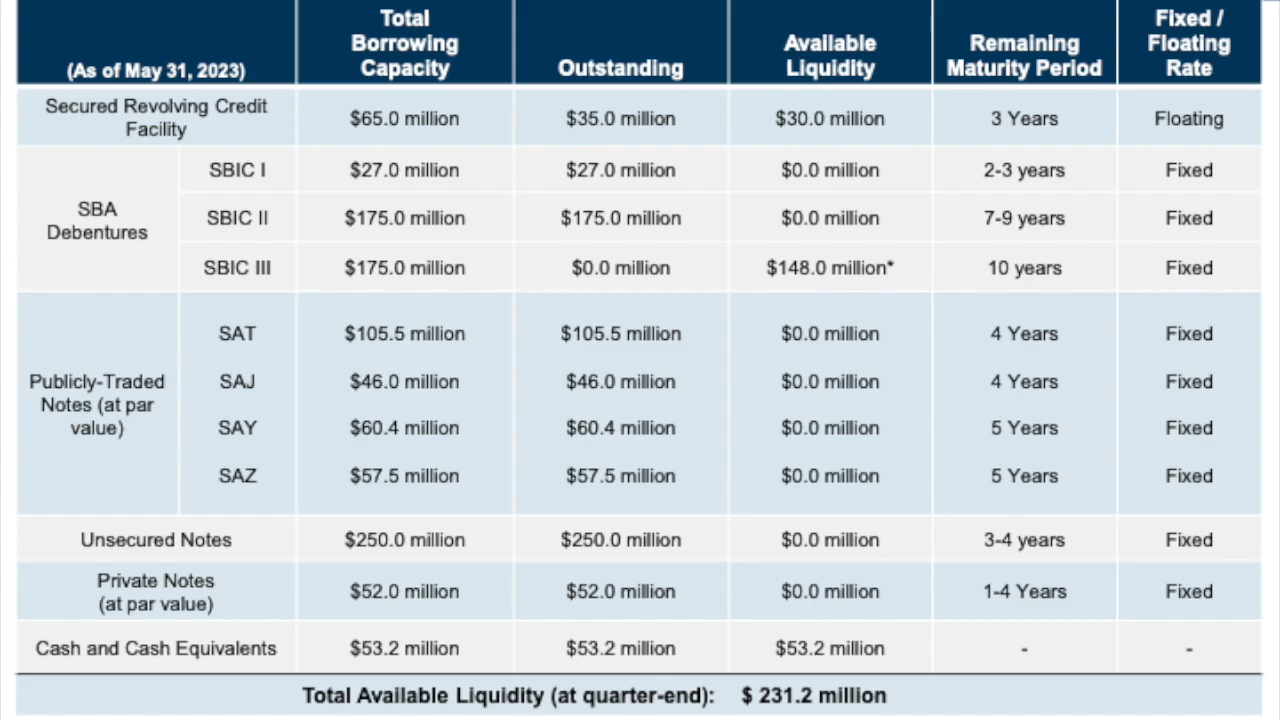 (As of May 31, 2023) Total Borrowing Capacity Outstanding Available Liquidity Remaining Maturity Period Fixed / Floating Rate
Secured Revolving Credit Facility $65.0 million $35.0 million $30.0 million 3 Years Floating
SBA Debentures SBIC I $27.0 million $27.0 million $0.0 million 2-3 years Fixed
SBIC II $175.0 million $175.0 million $0.0 million 7-9 years Fixed
SBIC III $175.0 million $0.0 million $148.0 million* 10 years Fixed
Publicly-Traded Notes (at par value) SAT $105.5 million $105.5 million $0.0 million 4 Years Fixed
SAJ $46.0 million $46.0 million $0.0 million 4 Years Fixed
SAY $60.4 million $60.4 million $0.0 million 5 Years Fixed
SAZ $57.5 million $57.5 million $0.0 million 5 Years Fixed
Unsecured Notes $250.0 million $250.0 million $0.0 million 3-4 years Fixed
Private Notes (at par value) $52.0 million $52.0 million $0.0 million 1-4 Years Fixed
Cash and Cash Equivalents $53.2 million $53.2 million $53.2 million - -
Total Available Liquidity (at quarter-end): $ 231.2 million